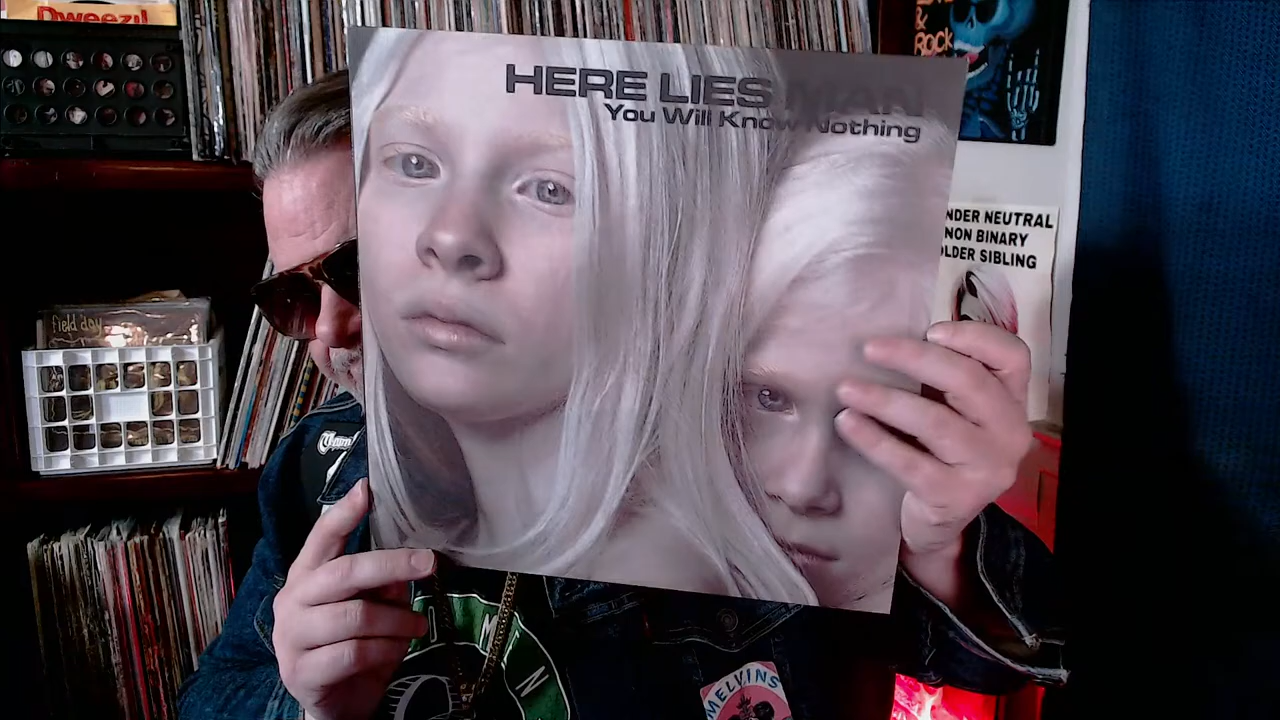 Dweezil
& ROCK
HERE LIES MAN
You Will Know Nothing
NDER NEUTRAL
NON BINARY
OLDER SIBLING
field day
MELVINS